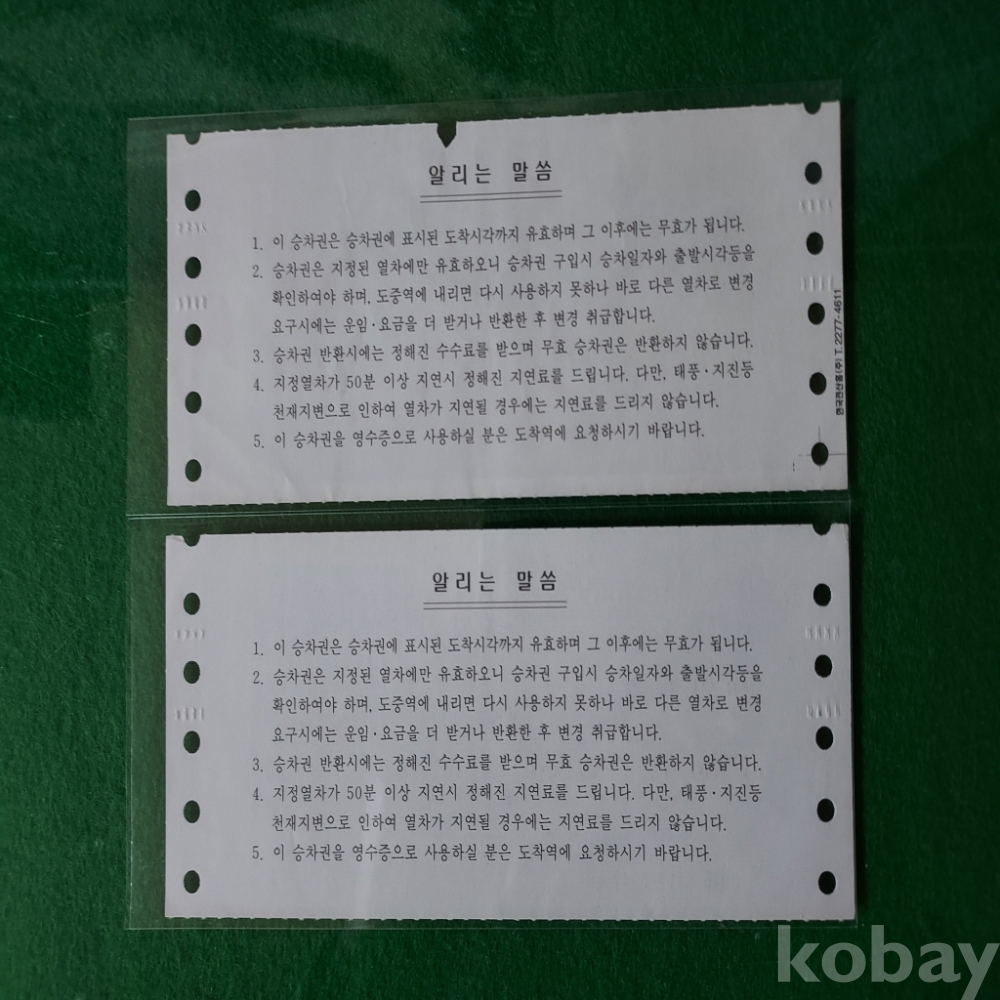 알리는 말씀
1. 이 승차권은 승차권에 표시된 도착시각까지 유효하며 그 이후에는 무효가 됩니다.
2. 승차권은 지정된 열차에만 유효하오니 승차권 구입시 승차일자와 출발시각등을
확인하여야 하며, 도중역에 내리면 다시 사용하지 못하나 바로 다른 열차로 변경
요구시에는 운임·요금을 더 받거나 반환한 후 변경 취급합니다.
3. 승차권 반환시에는 정해진 수수료를 받으며 무효 승차권은 반환하지 않습니다.
4. 지정열차가 50분 이상 지연시 정해진 지연료를 드립니다. 다만, 태풍·지진등
천재지변으로 인하여 열차가 지연될 경우에는 지연료를 드리지 않습니다.
5. 이 승차권을 영수증으로 사용하실 분은 도착역에 요청하시기 바랍니다.
한국전산홈(주) T.2277-4611
알리는 말씀
1. 이 승차권은 승차권에 표시된 도착시각까지 유효하며 그 이후에는 무효가 됩니다.
2. 승차권은 지정된 열차에만 유효하오니 승차권 구입시 승차일자와 출발시각등을
확인하여야 하며, 도중역에 내리면 다시 사용하지 못하나 바로 다른 열차로 변경
요구시에는 운임·요금을 더 받거나 반환한 후 변경 취급합니다.
3. 승차권 반환시에는 정해진 수수료를 받으며 무효 승차권은 반환하지 않습니다.
4. 지정열차가 50분 이상 지연시 정해진 지연료를 드립니다. 다만, 태풍·지진등
천재지변으로 인하여 열차가 지연될 경우에는 지연료를 드리지 않습니다.
5. 이 승차권을 영수증으로 사용하실 분은 도착역에 요청하시기 바랍니다.
kobay